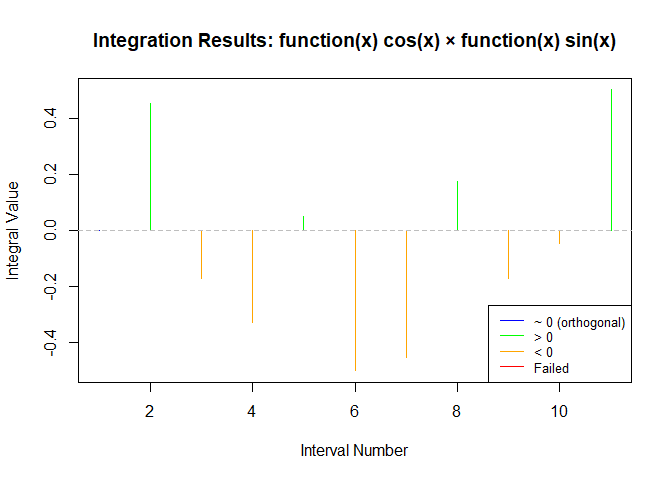 Integration Results: function(x) cos(x) × function(x) sin(x)
Integral Value
0.4
0.2
0.0
-0.2
-0.4
~ 0 (orthogonal)
> 0
< 0
Failed
2 4 6 8 10
Interval Number